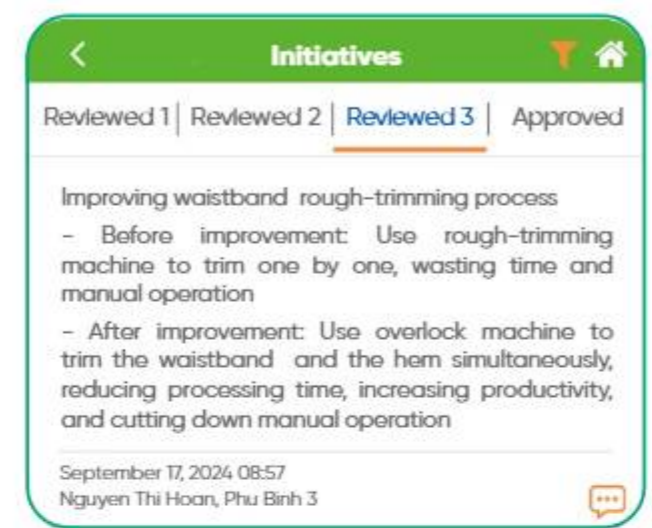 Initiatives
Reviewed 1 | Reviewed 2 | Reviewed 3 | Approved
Improving waistband rough-trimming process
- Before improvement: Use rough-trimming
machine to trim one by one, wasting time and
manual operation
- After improvement: Use overlock machine to
trim the waistband and the hem simultaneously,
reducing processing time, increasing productivity,
and cutting down manual operation
September 17, 2024 08:57
Nguyen Thi Hoan, Phu Binh 3